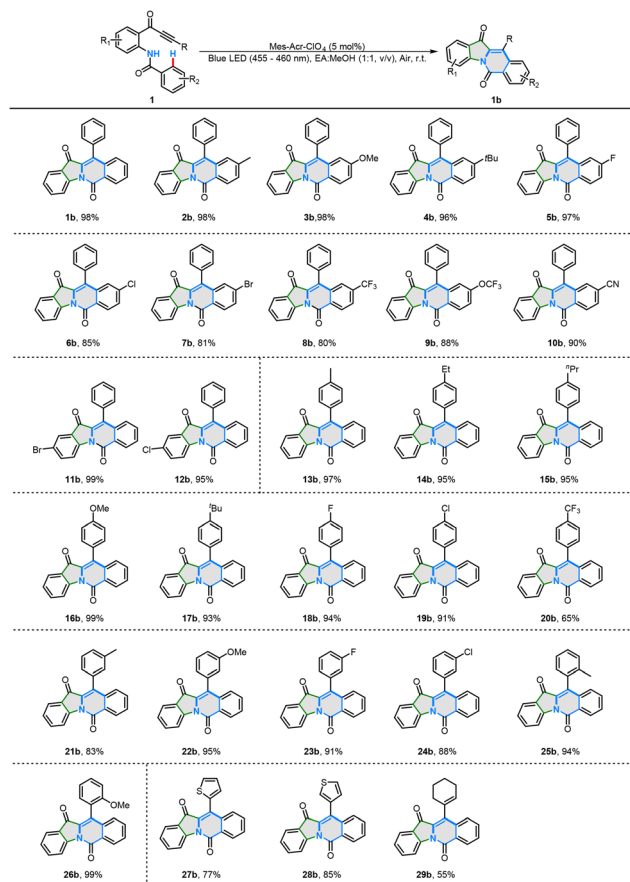 O
R1
NH H R
O R2
1
Mes-Acr-ClO4 (5 mol%)
Blue LED (455 - 460 nm), EA:MeOH (1:1, v/v), Air, r.t.
O R
N
R1 O R2
1b
O O O OMe O tBu O F
N N N N N
O O O O O
1b, 98% 2b, 98% 3b,98% 4b, 96% 5b, 97%
O Cl O Br O CF3 O OCF3 O CN
N N N N N
O O O O O
6b, 85% 7b, 81% 8b, 80% 9b, 88% 10b, 90%
Et nPr
O O O O O
Br N Cl N N N N
O O O O O
11b, 99% 12b, 95% 13b, 97% 14b, 95% 15b, 95%
OMe tBu F Cl CF3
O O O O O
N N N N N
O O O O O
16b, 99% 17b, 93% 18b, 94% 19b, 91% 20b, 65%
OMe F Cl
O O O O O
N N N N N
O O O O O
21b, 83% 22b, 95% 23b, 91% 24b, 88% 25b, 94%
OMe S S
O O O O
N N N N
O O O O
26b, 99% 27b, 77% 28b, 85% 29b, 55%